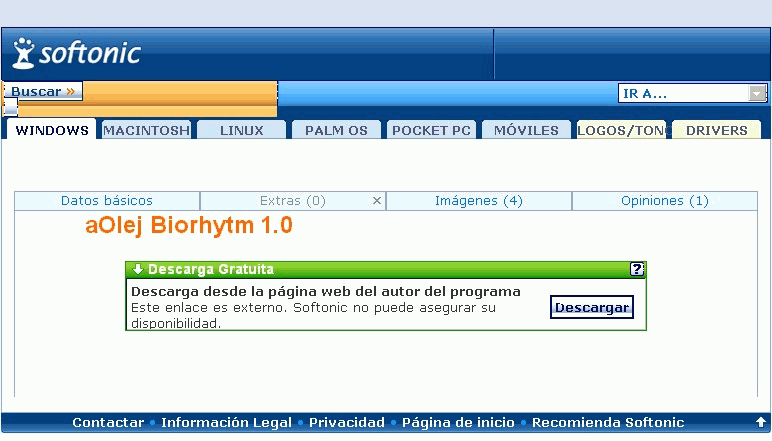 softonic
Buscar »
IR A...
WINDOWS MACINTOSH LINUX PALM OS POCKET PC MÓVILES LOGOS/TON DRIVERS
Datos básicos Extras (0) × Imágenes (4) Opiniones (1)
aOlej Biorhytm 1.0
Descarga Gratuita ?
Descarga desde la página web del autor del programa
Este enlace es externo. Softonic no puede asegurar su
disponibilidad.
Descargar
Contactar • Información Legal • Privacidad • Página de inicio • Recomienda Softonic